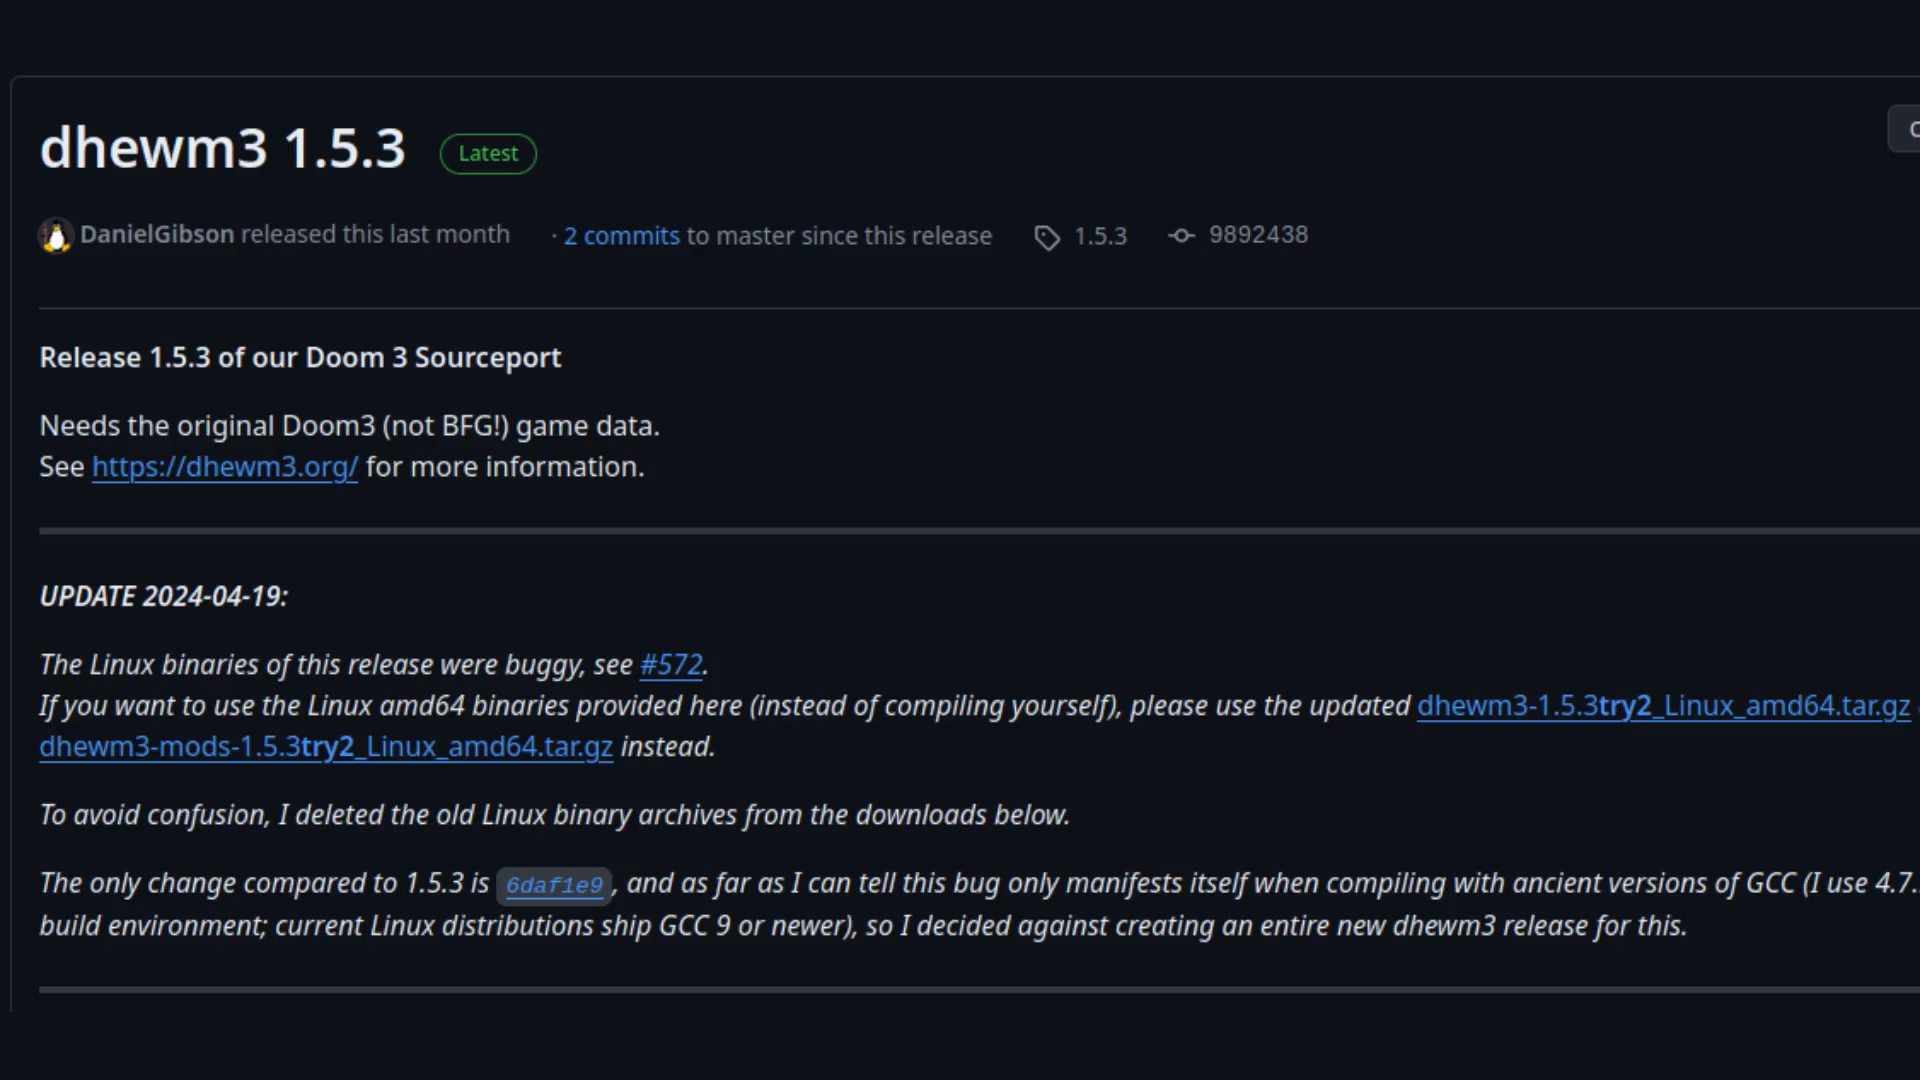 dhewm3 1.5.3 Latest
DanielGibson released this last month · 2 commits to master since this release 1.5.3 9892438
Release 1.5.3 of our Doom 3 Sourceport
Needs the original Doom3 (not BFG!) game data.
See https://dhewm3.org/ for more information.
UPDATE 2024-04-19:
The Linux binaries of this release were buggy, see #572.
If you want to use the Linux amd64 binaries provided here (instead of compiling yourself), please use the updated dhewm3-1.5.3try2_Linux_amd64.tar.gz
dhewm3-mods-1.5.3try2_Linux_amd64.tar.gz instead.
To avoid confusion, I deleted the old Linux binary archives from the downloads below.
The only change compared to 1.5.3 is 6daf1e9, and as far as I can tell this bug only manifests itself when compiling with ancient versions of GCC (I use 4.7.
build environment; current Linux distributions ship GCC 9 or newer), so I decided against creating an entire new dhewm3 release for this.